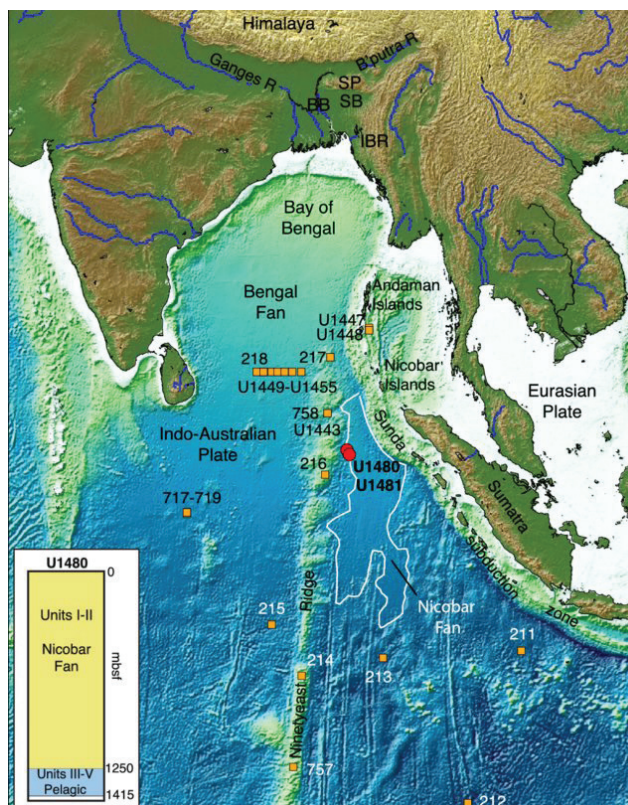 Himalaya
Ganges R
B'putra R
SP
BB
SB
IBR
Bay of
Bengal
Bengal
Fan
Andaman
Islands
U1447
U1448
218
217
U1449-U1455
Nicobar
Islands
Eurasian
Plate
758
U1443
Indo-Australian
Plate
Sunda
subduction
zone
216
U1480
U1481
Sumatra
717-719
Nicobar
Fan
215
211
214
213
Ninetyeast
Ridge
757
212
U1480
0
Units I-II
Nicobar
Fan
mbsf
1250
Units III-V
Pelagic
1415